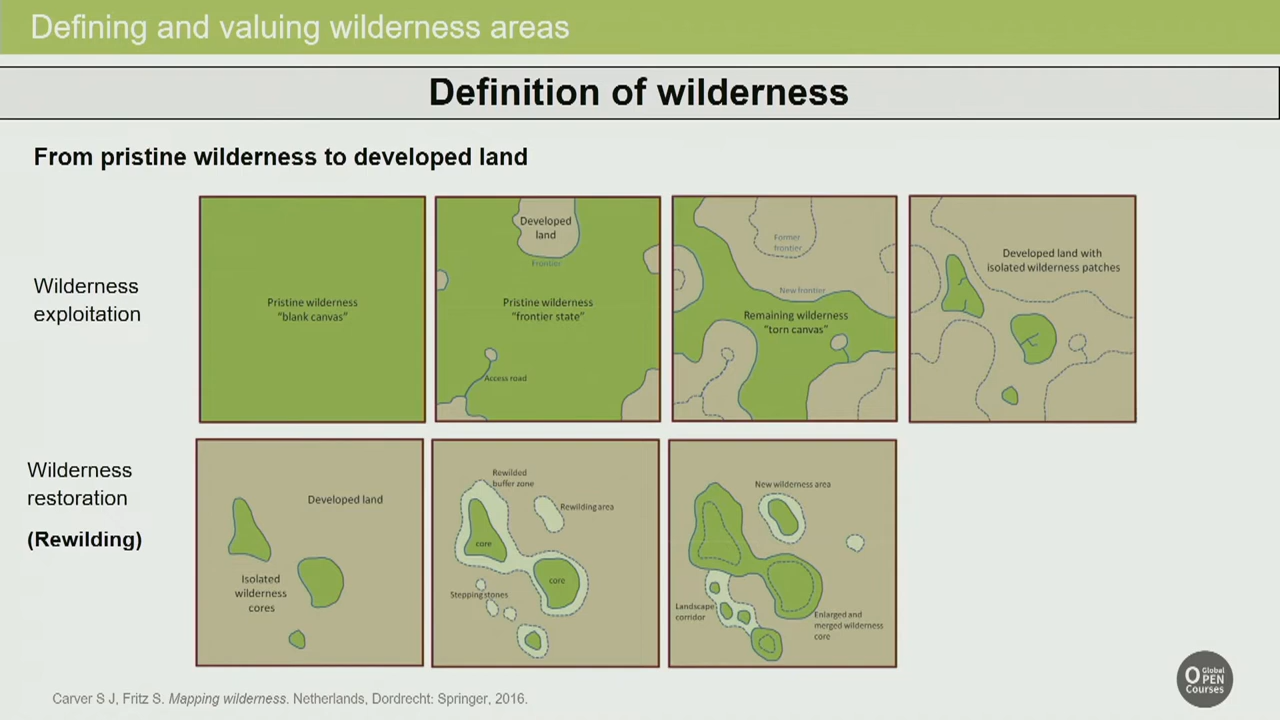 Defining and valuing wilderness areas
Definition of wilderness
From pristine wilderness to developed land
Wilderness
exploitation
Pristine wilderness
"blank canvas"
Developed
land
Frontier
Pristine wilderness
"frontier state"
Access road
Former
frontier
New frontier
Remaining wilderness
"torn canvas"
Developed land with
isolated wilderness patches
Wilderness
restoration
(Rewilding)
Developed land
Isolated
wilderness
cores
Rewilded
buffer zone
Rewilding area
core
core
Stepping stones
New wilderness area
Landscape
corridor
Enlarged and
merged wilderness
core
Carver S J, Fritz S. Mapping wilderness. Netherlands, Dordrecht: Springer, 2016.
Global
OPEN
Courses